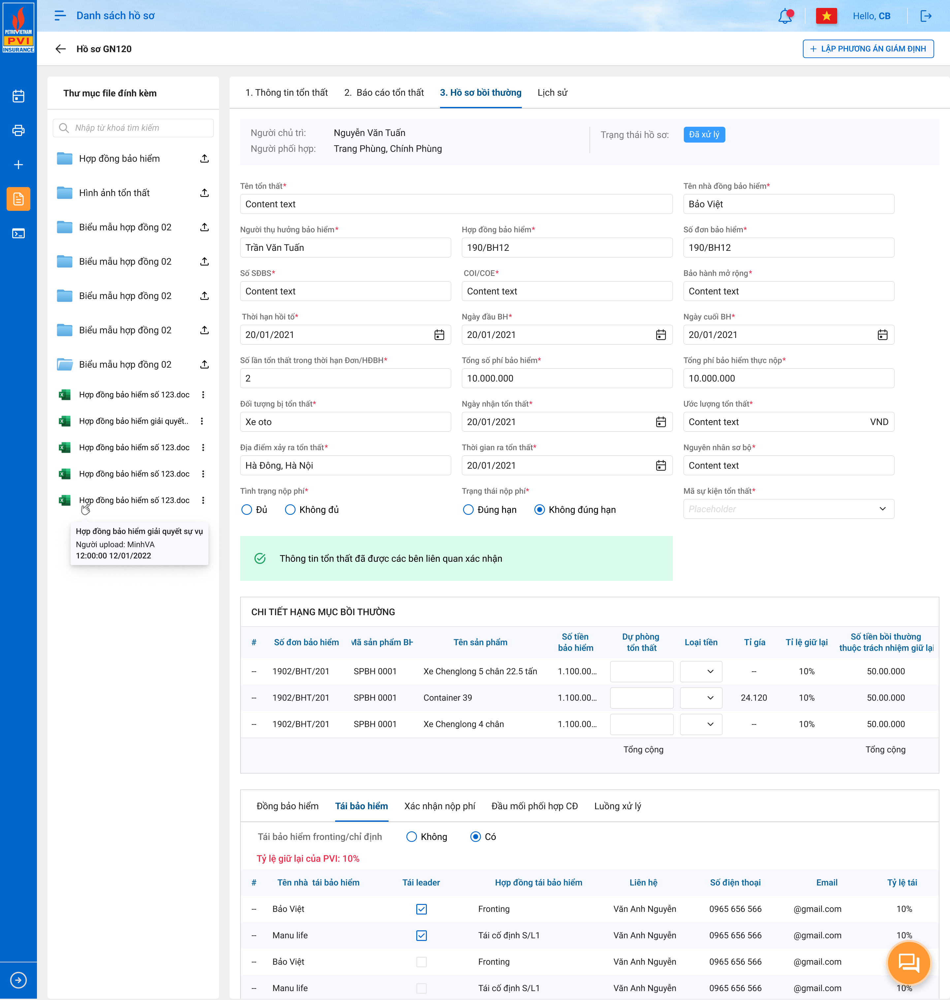 PETROVIETNAM
PVI
INSURANCE
Danh sách hồ sơ
Hello, CB
Hồ sơ GN120
+ LẬP PHƯƠNG ÁN GIÁM ĐỊNH
Thư mục file đính kèm
Nhập từ khoá tìm kiếm
Hợp đồng bảo hiểm
Hình ảnh tổn thất
Biểu mẫu hợp đồng 02
Biểu mẫu hợp đồng 02
Biểu mẫu hợp đồng 02
Biểu mẫu hợp đồng 02
Biểu mẫu hợp đồng 02
Hợp đồng bảo hiểm số 123.doc
Hợp đồng bảo hiểm giải quyết..
Hợp đồng bảo hiểm số 123.doc
Hợp đồng bảo hiểm số 123.doc
Hợp đồng bảo hiểm số 123.doc
Hợp đồng bảo hiểm giải quyết sự vụ
Người upload: MinhVA
12:00:00 12/01/2022
1. Thông tin tổn thất 2. Báo cáo tổn thất 3. Hồ sơ bồi thường Lịch sử
Người chủ trì: Nguyễn Văn Tuấn
Người phối hợp: Trang Phùng, Chính Phùng
Trạng thái hồ sơ: Đã xử lý
Tên tổn thất* Tên nhà đồng bảo hiểm*
Content text Bảo Việt
Người thụ hưởng bảo hiểm* Hợp đồng bảo hiểm* Số đơn bảo hiểm*
Trần Văn Tuấn 190/BH12 190/BH12
Số SĐBS* COI/COE* Bảo hành mở rộng*
Content text Content text Content text
Thời hạn hồi tố* Ngày đầu BH* Ngày cuối BH*
20/01/2021 20/01/2021 20/01/2021
Số lần tổn thất trong thời hạn Đơn/HĐBH* Tổng số phí bảo hiểm* Tổng phí bảo hiểm thực nộp*
2 10.000.000 10.000.000
Đối tượng bị tổn thất* Ngày nhận tổn thất* Ước lượng tổn thất*
Xe oto 20/01/2021 Content text VND
Địa điểm xảy ra tổn thất* Thời gian ra tổn thất* Nguyên nhân sơ bộ*
Hà Đông, Hà Nội 20/01/2021 Content text
Tình trạng nộp phí* Trạng thái nộp phí* Mã sự kiện tổn thất*
Đủ Không đủ Đúng hạn Không đúng hạn Placeholder
Thông tin tổn thất đã được các bên liên quan xác nhận
CHI TIẾT HẠNG MỤC BỒI THƯỜNG
# Số đơn bảo hiểm Mã sản phẩm BH Tên sản phẩm Số tiền bảo hiểm Dự phòng tổn thất Loại tiền Tỉ gía Tỉ lệ giữ lại Số tiền bồi thường thuộc trách nhiệm giữ lại
-- 1902/BHT/201 SPBH 0001 Xe Chenglong 5 chân 22.5 tấn 1.100.00... -- 10% 50.00.000
-- 1902/BHT/201 SPBH 0001 Container 39 1.100.00... 24.120 10% 50.00.000
-- 1902/BHT/201 SPBH 0001 Xe Chenglong 4 chân 1.100.00... -- 10% 50.00.000
Tổng cộng Tổng cộng
Đồng bảo hiểm Tái bảo hiểm Xác nhận nộp phí Đầu mối phối hợp CĐ Luồng xử lý
Tái bảo hiểm fronting/chỉ định Không Có
Tỷ lệ giữ lại của PVI: 10%
# Tên nhà tái bảo hiểm Tái leader Hợp đồng tái bảo hiểm Liên hệ Số điện thoại Email Tỷ lệ tái
-- Bảo Việt Fronting Văn Anh Nguyễn 0965 656 566 @gmail.com 10%
-- Manu life Tái cố định S/L1 Văn Anh Nguyễn 0965 656 566 @gmail.com 10%
-- Bảo Việt Fronting Văn Anh Nguyễn 0965 656 566 @gmail.com
-- Manu life Tái cố định S/L1 Văn Anh Nguyễn 0965 656 566 @gmail.com 10%